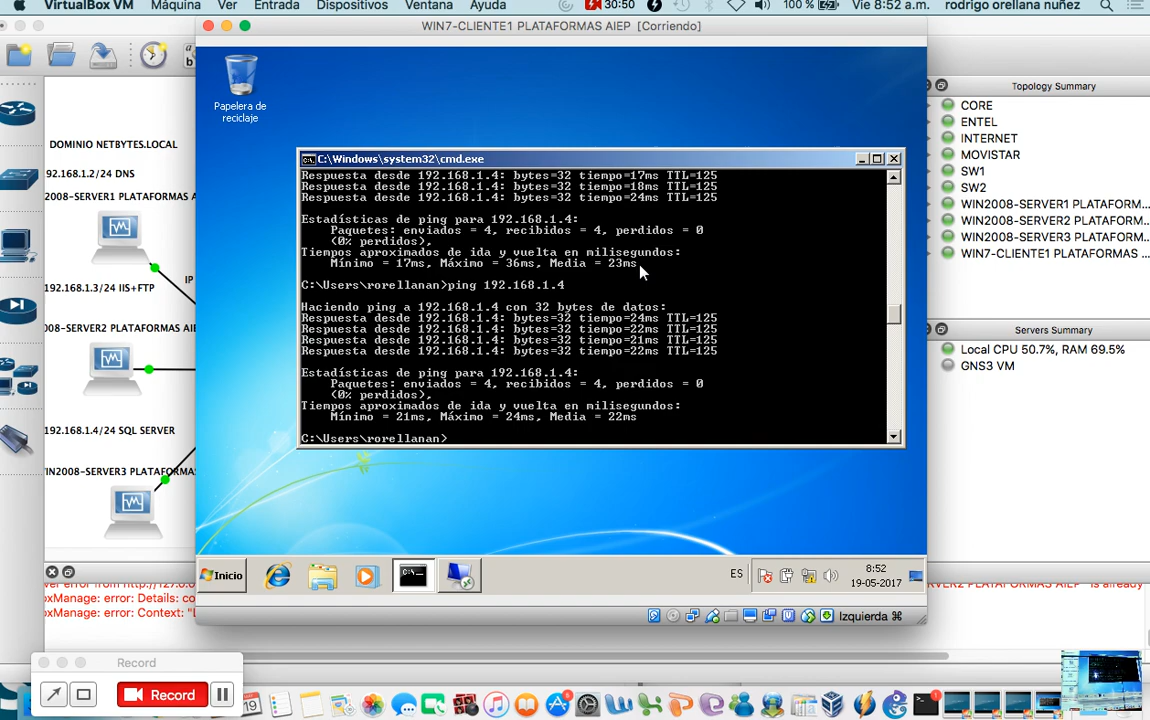 VirtualBox VM Máquina Ver Entrada Dispositivos Ventana Ayuda 30:50 100 % Vie 8:52 a.m. rodrigo orellana nuñez
WIN7-CLIENTE1 PLATAFORMAS AIEP [Corriendo]
Papelera de
reciclaje
DOMINIO NETBYTES.LOCAL
92.168.1.2/24 DNS
2008-SERVER1 PLATAFORMAS A
IP
192.168.1.3/24 IIS+FTP
008-SERVER2 PLATAFORMAS AIE
192.168.1.4/24 SQL SERVER
IN2008-SERVER3 PLATAFORMAS
C:\Windows\system32\cmd.exe
Respuesta desde 192.168.1.4: bytes=32 tiempo=17ms TTL=125
Respuesta desde 192.168.1.4: bytes=32 tiempo=18ms TTL=125
Respuesta desde 192.168.1.4: bytes=32 tiempo=24ms TTL=125
Estadísticas de ping para 192.168.1.4:
Paquetes: enviados = 4, recibidos = 4, perdidos = 0
(0% perdidos),
Tiempos aproximados de ida y vuelta en milisegundos:
Mínimo = 17ms, Máximo = 36ms, Media = 23ms
C:\Users\rorellanan>ping 192.168.1.4
Haciendo ping a 192.168.1.4 con 32 bytes de datos:
Respuesta desde 192.168.1.4: bytes=32 tiempo=24ms TTL=125
Respuesta desde 192.168.1.4: bytes=32 tiempo=22ms TTL=125
Respuesta desde 192.168.1.4: bytes=32 tiempo=21ms TTL=125
Respuesta desde 192.168.1.4: bytes=32 tiempo=22ms TTL=125
Estadísticas de ping para 192.168.1.4:
Paquetes: enviados = 4, recibidos = 4, perdidos = 0
(0% perdidos),
Tiempos aproximados de ida y vuelta en milisegundos:
Mínimo = 21ms, Máximo = 24ms, Media = 22ms
C:\Users\rorellanan>
Topology Summary
CORE
ENTEL
INTERNET
MOVISTAR
SW1
SW2
WIN2008-SERVER1 PLATAFORM...
WIN2008-SERVER2 PLATAFORM...
WIN2008-SERVER3 PLATAFORM...
WIN7-CLIENTE1 PLATAFORMAS ...
Servers Summary
Local CPU 50.7%, RAM 69.5%
GNS3 VM
Inicio
ES
8:52
19-05-2017
Izquierda ⌘
ver error from http://127.0.0
oxManage: error: Details: co
oxManage: error: Context: "L
RVER2 PLATAFORMAS AIEP" is already
Record
Record
19
6
1